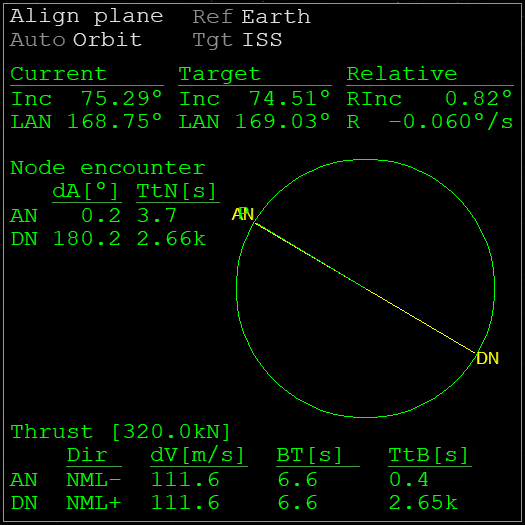 Align plane Ref Earth
Auto Orbit Tgt ISS
Current Target Relative
Inc 75.29° Inc 74.51° RInc 0.82°
LAN 168.75° LAN 169.03° R -0.060°/s
Node encounter
dA[°] TtN[s]
AN 0.2 3.7
DN 180.2 2.66k
AN
DN
Thrust [320.0kN]
Dir dV[m/s] BT[s] TtB[s]
AN NML- 111.6 6.6 0.4
DN NML+ 111.6 6.6 2.65k